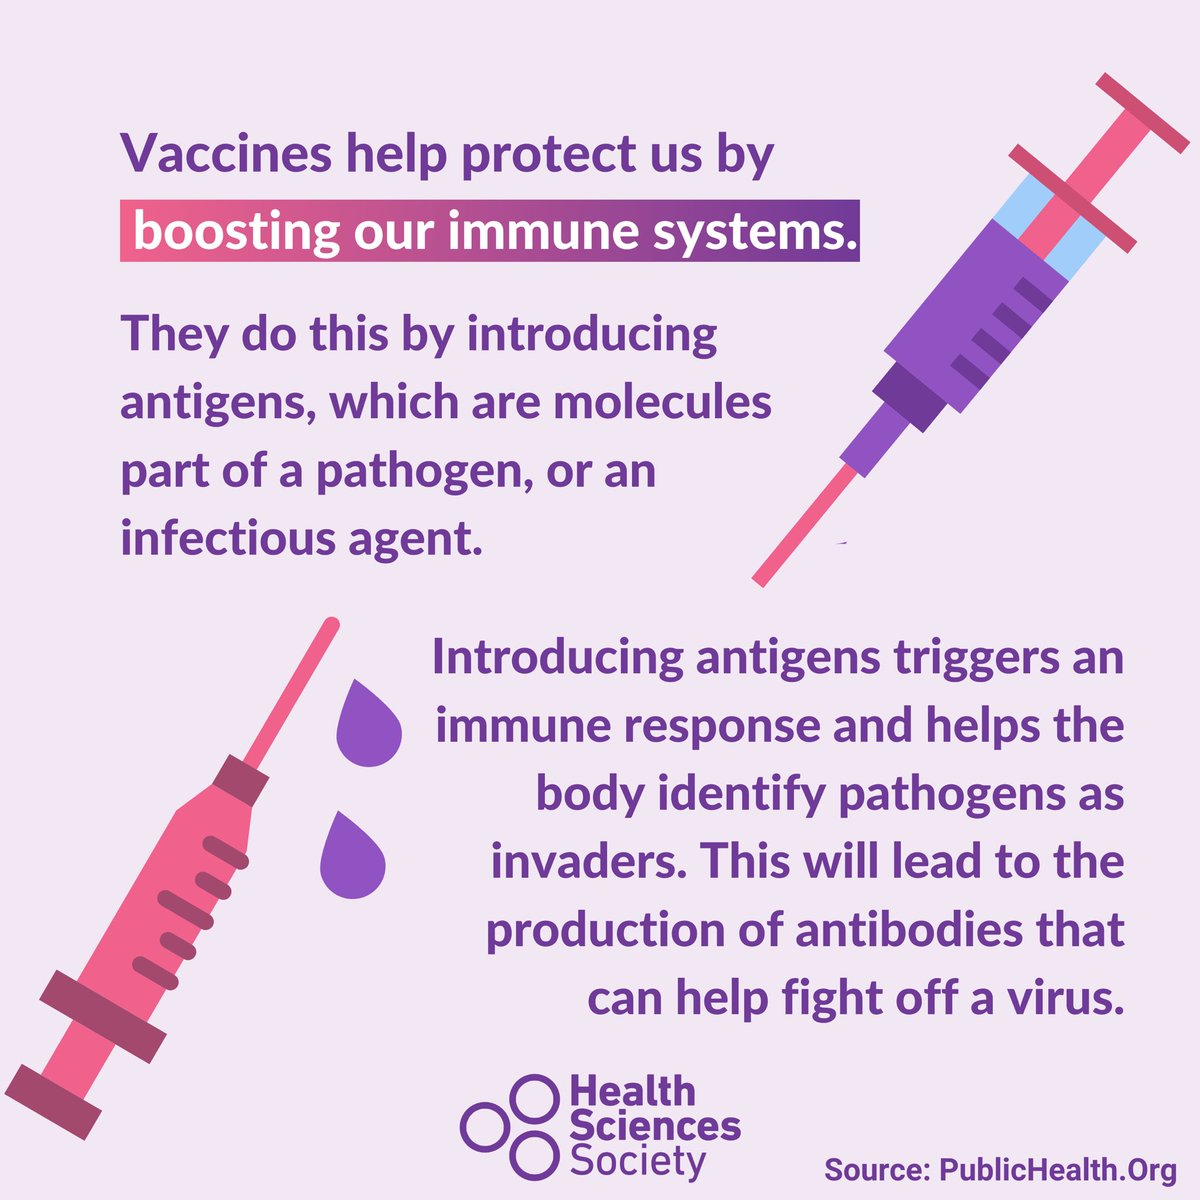 Vaccines help protect us by
boosting our immune systems.
They do this by introducing
antigens, which are molecules
part of a pathogen, or an
infectious agent.
Introducing antigens triggers an
immune response and helps the
body identify pathogens as
invaders. This will lead to the
production of antibodies that
can help fight off a virus.
Health
Sciences
Society
Source: PublicHealth.Org